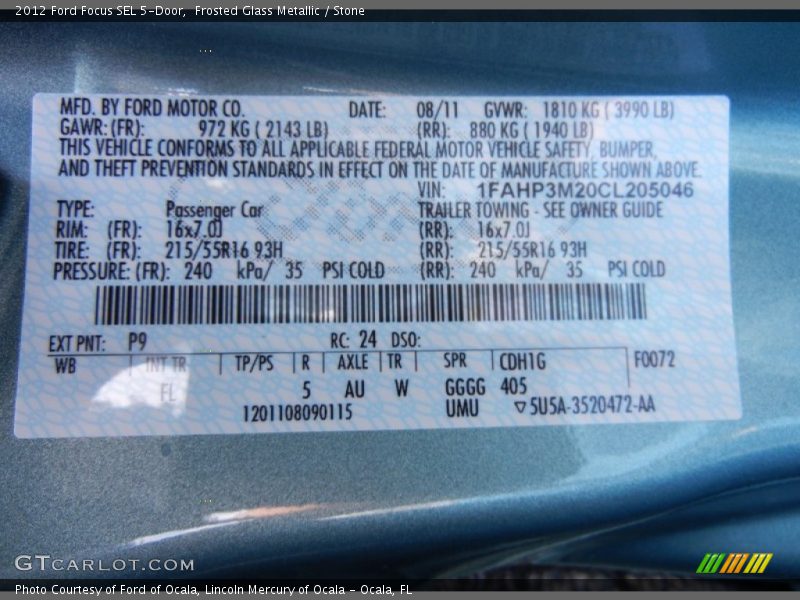 2012 Ford Focus SEL 5-Door, Frosted Glass Metallic / Stone
MFD. BY FORD MOTOR CO. DATE: 08/11 GVWR: 1810 KG ( 3990 LB)
GAWR: (FR): 972 KG ( 2143 LB) (RR): 880 KG ( 1940 LB)
THIS VEHICLE CONFORMS TO ALL APPLICABLE FEDERAL MOTOR VEHICLE SAFETY, BUMPER,
AND THEFT PREVENTION STANDARDS IN EFFECT ON THE DATE OF MANUFACTURE SHOWN ABOVE.
VIN: 1FAHP3M20CL205046
TYPE: Passenger Car TRAILER TOWING - SEE OWNER GUIDE
RIM: (FR): 16x7.0J (RR): 16x7.0J
TIRE: (FR): 215/55R16 93H (RR): 215/55R16 93H
PRESSURE: (FR): 240 kPa/ 35 PSI COLD (RR): 240 kPa/ 35 PSI COLD
EXT PNT: P9 RC: 24 DSO:
WB INT TR TP/PS R AXLE TR SPR CDH1G F0072
FL 5 AU W GGGG 405
1201108090115 UMU ▽5U5A-3520472-AA
GTCARLOT.COM
Photo Courtesy of Ford of Ocala, Lincoln Mercury of Ocala - Ocala, FL